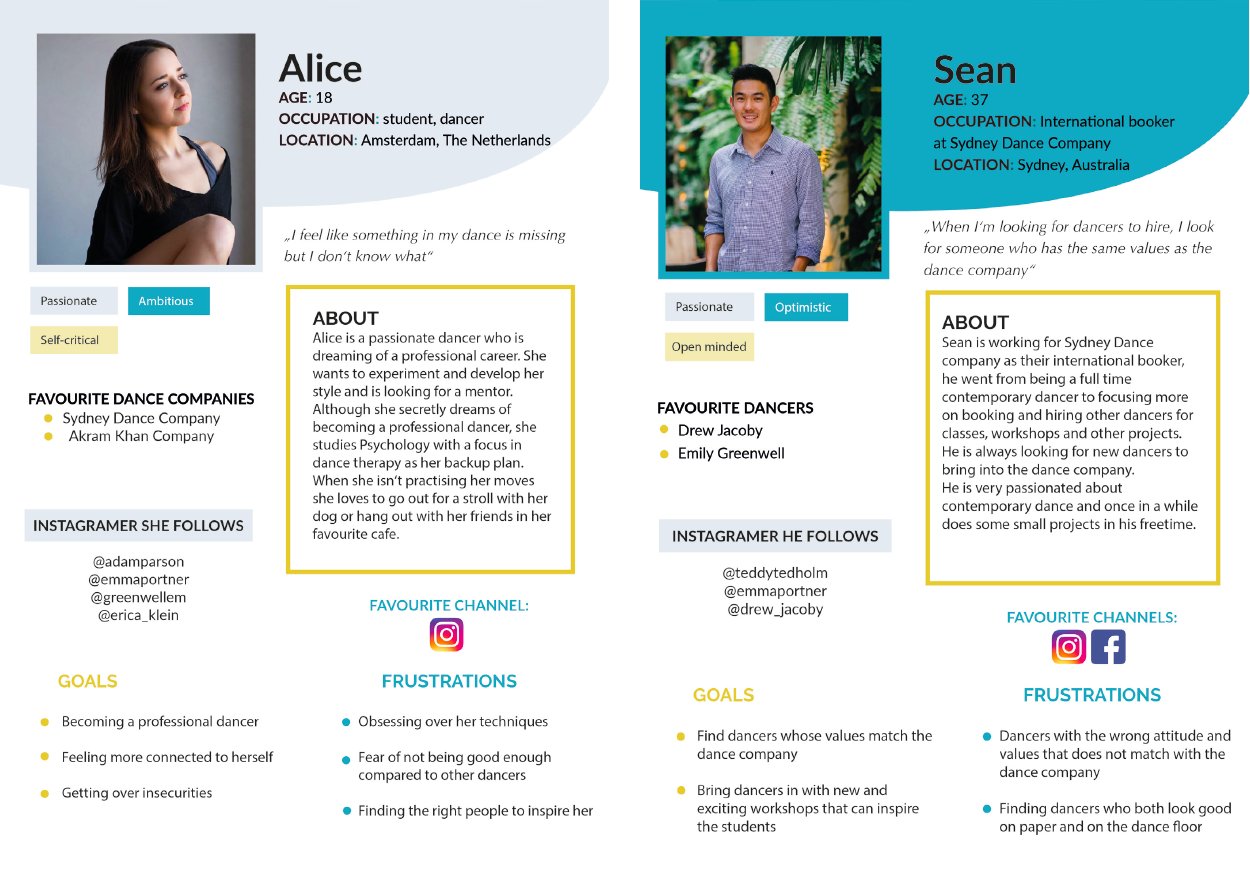 Alice
AGE: 18
OCCUPATION: student, dancer
LOCATION: Amsterdam, The Netherlands
„I feel like something in my dance is missing
but I don't know what“
Passionate
Ambitious
Self-critical
FAVOURITE DANCE COMPANIES
Sydney Dance Company
Akram Khan Company
INSTAGRAMER SHE FOLLOWS
@adamparson
@emmaportner
@greenwellem
@erica_klein
ABOUT
Alice is a passionate dancer who is
dreaming of a professional career. She
wants to experiment and develop her
style and is looking for a mentor.
Although she secretly dreams of
becoming a professional dancer, she
studies Psychology with a focus in
dance therapy as her backup plan.
When she isn't practising her moves
she loves to go out for a stroll with her
dog or hang out with her friends in her
favourite cafe.
FAVOURITE CHANNEL:
GOALS
Becoming a professional dancer
Feeling more connected to herself
Getting over insecurities
FRUSTRATIONS
Obsessing over her techniques
Fear of not being good enough
compared to other dancers
Finding the right people to inspire her
Sean
AGE: 37
OCCUPATION: International booker
at Sydney Dance Company
LOCATION: Sydney, Australia
„When I'm looking for dancers to hire, I look
for someone who has the same values as the
dance company“
Passionate
Optimistic
Open minded
FAVOURITE DANCERS
Drew Jacoby
Emily Greenwell
INSTAGRAMER HE FOLLOWS
@teddytedholm
@emmaportner
@drew_jacoby
ABOUT
Sean is working for Sydney Dance
company as their international booker,
he went from being a full time
contemporary dancer to focusing more
on booking and hiring other dancers for
classes, workshops and other projects.
He is always looking for new dancers to
bring into the dance company.
He is very passionated about
contemporary dance and once in a while
does some small projects in his freetime.
FAVOURITE CHANNELS:
GOALS
Find dancers whose values match the
dance company
Bring dancers in with new and
exciting workshops that can inspire
the students
FRUSTRATIONS
Dancers with the wrong attitude and
values that does not match with the
dance company
Finding dancers who both look good
on paper and on the dance floor